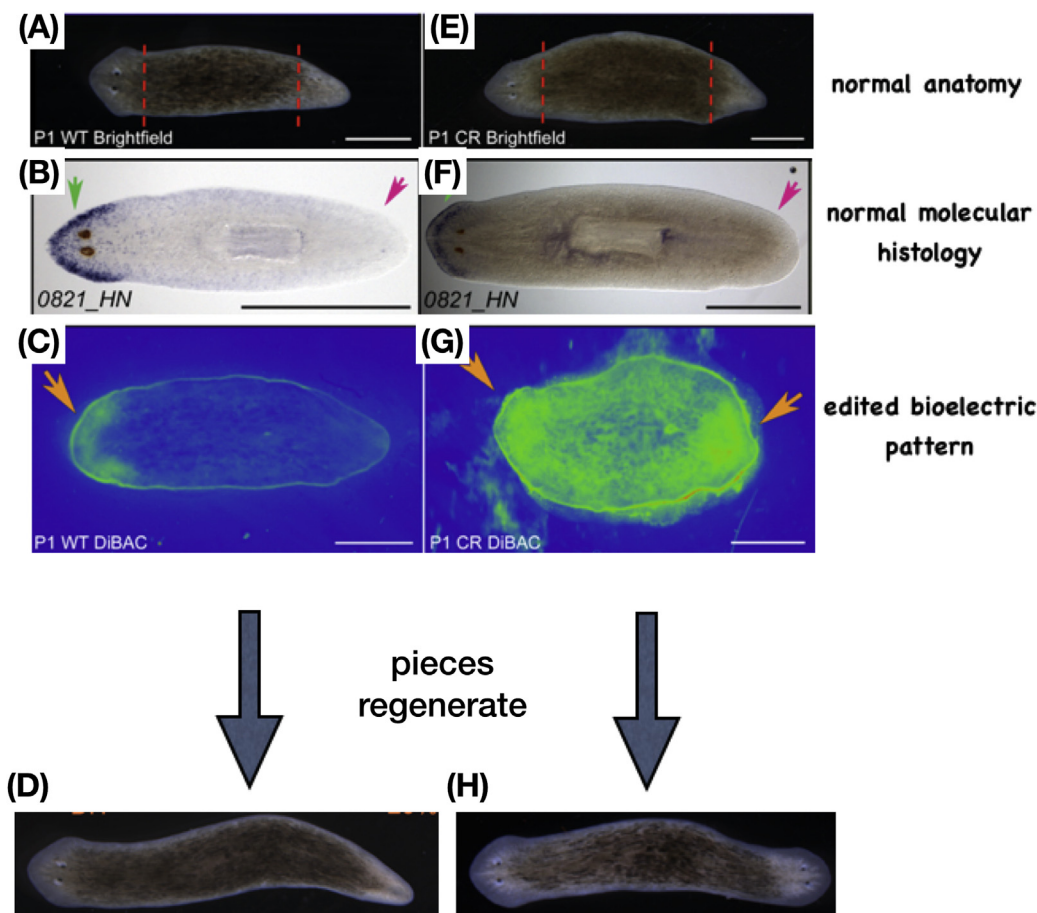 (A)
P1 WT Brightfield
(E)
P1 CR Brightfield
normal anatomy
(B)
0821_HN
(F)
0821_HN
normal molecular
histology
(C)
P1 WT DiBAC
(G)
P1 CR DiBAC
edited bioelectric
pattern
pieces
regenerate
(D)
(H)